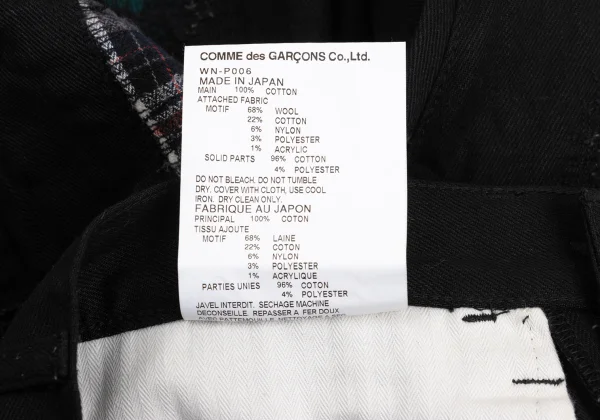 COMME des GARÇONS Co.,Ltd.
WN-P006
MADE IN JAPAN
MAIN 100% COTTON
ATTACHED FABRIC
MOTIF 68% WOOL
22% COTTON
6% NYLON
3% POLYESTER
1% ACRYLIC
SOLID PARTS 96% COTTON
4% POLYESTER
DO NOT BLEACH. DO NOT TUMBLE
DRY. COVER WITH CLOTH, USE COOL
IRON. DRY CLEAN ONLY.
FABRIQUE AU JAPON
PRINCIPAL 100% COTON
TISSU AJOUTE
MOTIF 68% LAINE
22% COTON
6% NYLON
3% POLYESTER
1% ACRYLIQUE
PARTIES UNIES 96% COTON
4% POLYESTER
JAVEL INTERDIT. SECHAGE MACHINE
DECONSEILLE. REPASSER A FER DOUX
AVEC PATTEMOUILLE. NETTOYAGE A SEC